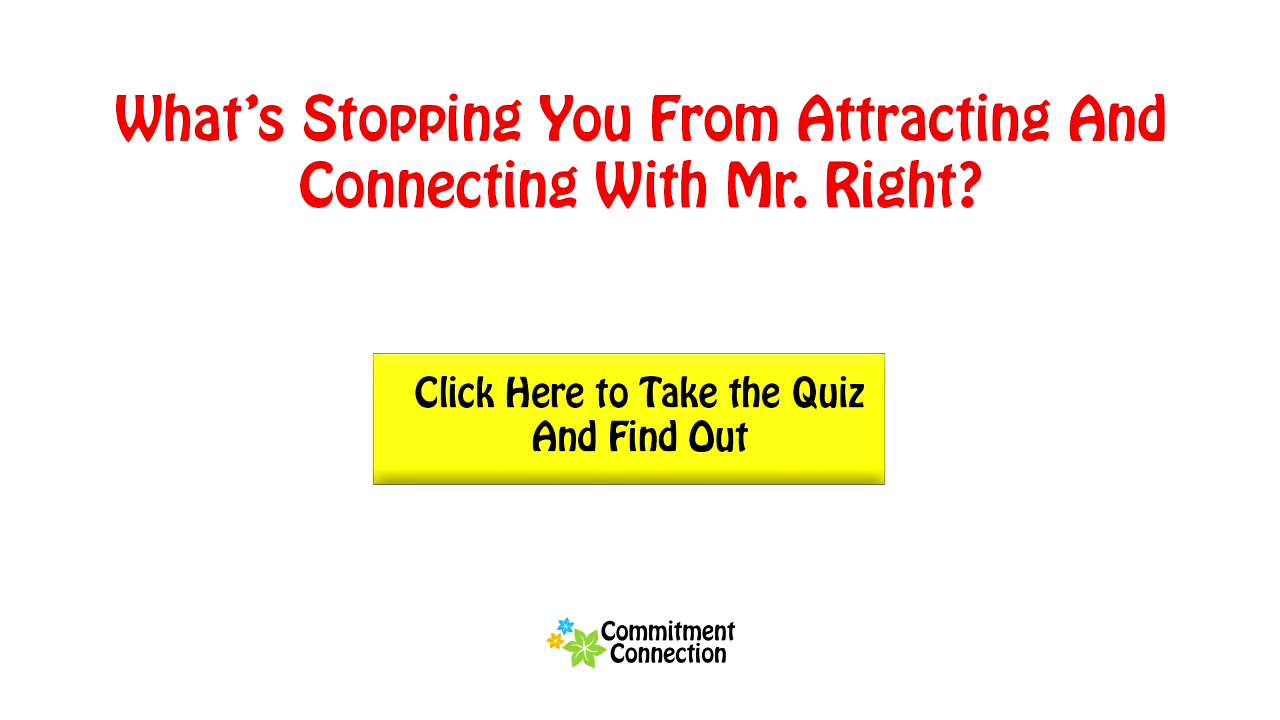 What's Stopping You From Attracting And
Connecting With Mr. Right?
Click Here to Take the Quiz
And Find Out
Commitment
Connection